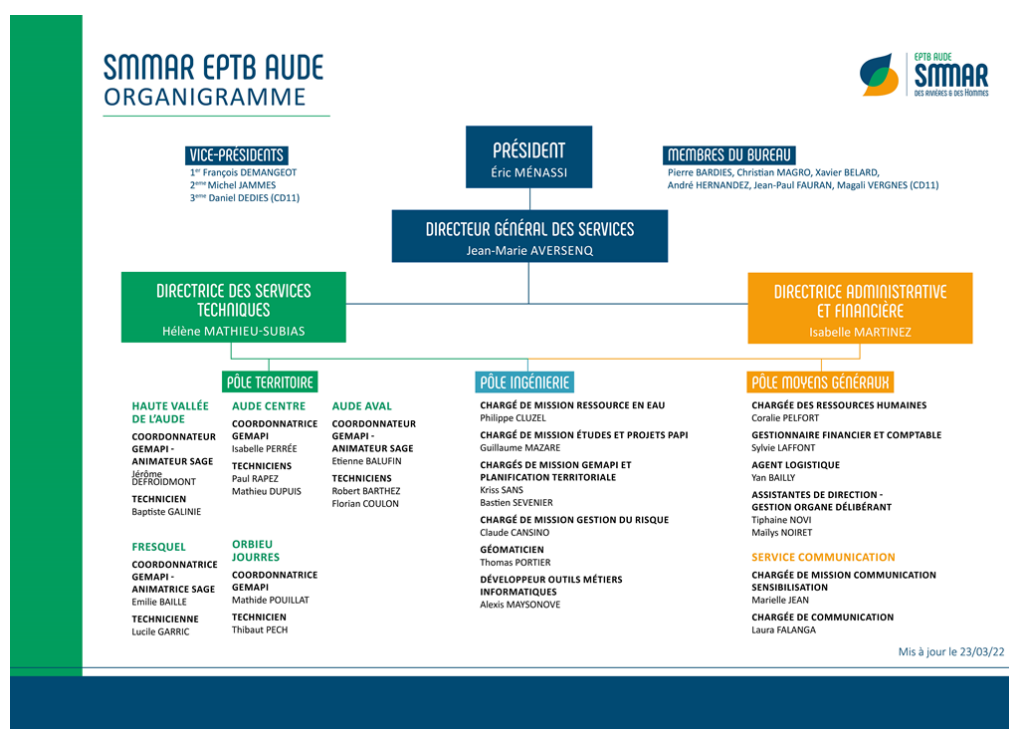 SMMAR EPTB AUDE
ORGANIGRAMME
EPTB AUDE
SMMAR
DES RIVIÈRES & DES HOMMES
VICE-PRÉSIDENTS
1er François DEMANGEOT
2eme Michel JAMMES
3eme Daniel DEDIES (CD11)
PRÉSIDENT
Éric MÉNASSI
MEMBRES DU BUREAU
Pierre BARDIES, Christian MAGRO, Xavier BELARD,
André HERNANDEZ, Jean-Paul FAURAN, Magali VERGNES (CD11)
DIRECTEUR GÉNÉRAL DES SERVICES
Jean-Marie AVERSENQ
DIRECTRICE DES SERVICES
TECHNIQUES
Hélène MATHIEU-SUBIAS
DIRECTRICE ADMINISTRATIVE
ET FINANCIÈRE
Isabelle MARTINEZ
PÔLE TERRITOIRE
HAUTE VALLÉE
DE L'AUDE
COORDONNATEUR
GEMAPI -
ANIMATEUR SAGE
Jérôme
DEFROIDMONT
TECHNICIEN
Baptiste GALINIE
AUDE CENTRE
COORDONNATRICE
GEMAPI
Isabelle PERRÉE
TECHNICIENS
Paul RAPEZ
Mathieu DUPUIS
AUDE AVAL
COORDONNATEUR
GEMAPI -
ANIMATEUR SAGE
Etienne BALUFIN
TECHNICIENS
Robert BARTHEZ
Florian COULON
FRESQUEL
COORDONNATRICE
GEMAPI -
ANIMATRICE SAGE
Emilie BAILLE
TECHNICIENNE
Lucile GARRIC
ORBIEU
JOURRES
COORDONNATRICE
GEMAPI
Mathide POUILLAT
TECHNICIEN
Thibaut PECH
PÔLE INGÉNIERIE
CHARGÉ DE MISSION RESSOURCE EN EAU
Philippe CLUZEL
CHARGÉ DE MISSION ÉTUDES ET PROJETS PAPI
Guillaume MAZARE
CHARGÉS DE MISSION GEMAPI ET
PLANIFICATION TERRITORIALE
Kriss SANS
Bastien SEVENIER
CHARGÉ DE MISSION GESTION DU RISQUE
Claude CANSINO
GÉOMATICIEN
Thomas PORTIER
DÉVELOPPEUR OUTILS MÉTIERS
INFORMATIQUES
Alexis MAYSONOVE
PÔLE MOYENS GÉNÉRAUX
CHARGÉE DES RESSOURCES HUMAINES
Coralie PELFORT
GESTIONNAIRE FINANCIER ET COMPTABLE
Sylvie LAFFONT
AGENT LOGISTIQUE
Yan BAILLY
ASSISTANTES DE DIRECTION -
GESTION ORGANE DÉLIBÉRANT
Tiphaine NOVI
Maïlys NOIRET
SERVICE COMMUNICATION
CHARGÉE DE MISSION COMMUNICATION
SENSIBILISATION
Marielle JEAN
CHARGÉE DE COMMUNICATION
Laura FALANGA
Mis à jour le 23/03/22